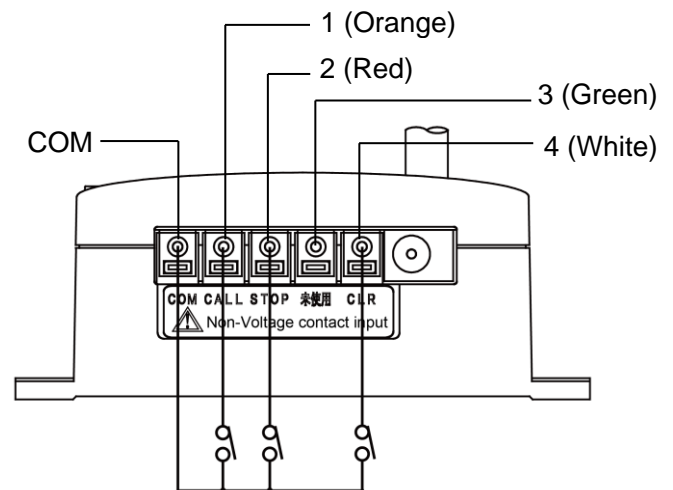 1 (Orange)
2 (Red)
3 (Green)
COM
4 (White)
COM CALL STOP 未使用 CLR
Non-Voltage contact input